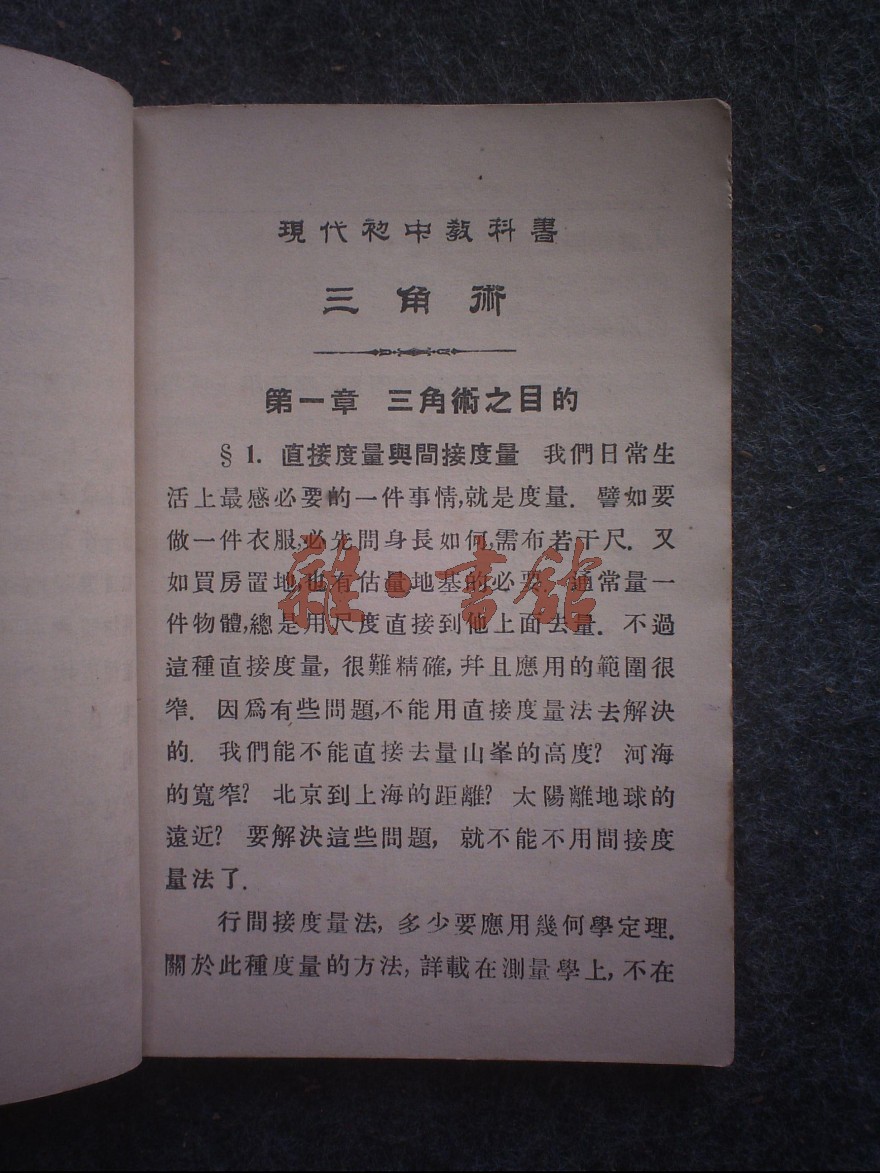 現代初中教科書
三角術
第一章 三角術之目的
§ 1. 直接度量與間接度量 我們日常生
活上最感必要的一件事情,就是度量. 譬如要
做一件衣服,必先問身長如何,需布若干尺. 又
如買房置地,也有估量地基的必要. 通常量一
件物體,總是用尺度直接到他上面去量. 不過
這種直接度量, 很難精確, 幷且應用的範圍很
窄. 因爲有些問題,不能用直接度量法去解決
的. 我們能不能直接去量山峯的高度? 河海
的寬窄? 北京到上海的距離? 太陽離地球的
遠近? 要解決這些問題, 就不能不用間接度
量法了.
行間接度量法, 多少要應用幾何學定理.
關於此種度量的方法, 詳載在測量學上, 不在
雜·書館